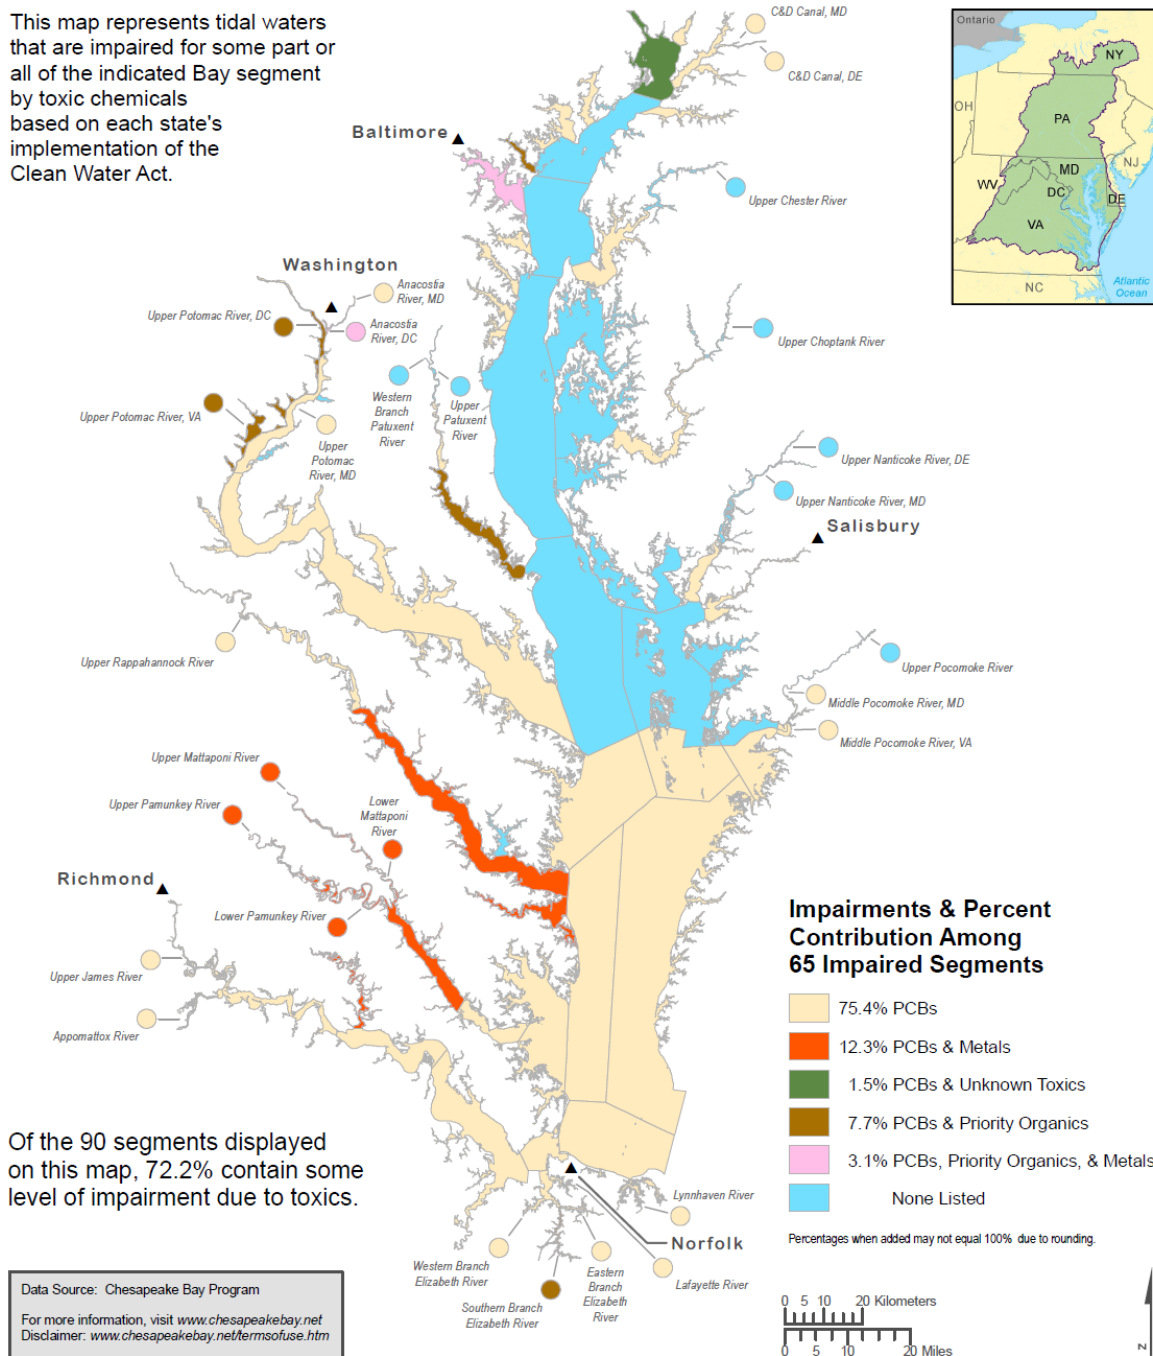 This map represents tidal waters
that are impaired for some part or
all of the indicated Bay segment
by toxic chemicals
based on each state's
implementation of the
Clean Water Act.
C&D Canal, MD
C&D Canal, DE
Ontario
NY
OH
PA
NJ
MD
WV
DC
DE
VA
NC
Atlantic
Ocean
Baltimore
Upper Chester River
Washington
Anacostia
River, MD
Upper Potomac River, DC
Anacostia
River, DC
Upper Choptank River
Western
Branch
Patuxent
River
Upper
Patuxent
River
Upper Potomac River, VA
Upper
Potomac
River, MD
Upper Nanticoke River, DE
Upper Nanticoke River, MD
Salisbury
Upper Rappahannock River
Upper Pocomoke River
Middle Pocomoke River, MD
Middle Pocomoke River, VA
Upper Mattaponi River
Upper Pamunkey River
Lower
Mattaponi
River
Richmond
Lower Pamunkey River
Upper James River
Appomattox River
Impairments & Percent
Contribution Among
65 Impaired Segments
75.4% PCBs
12.3% PCBs & Metals
1.5% PCBs & Unknown Toxics
7.7% PCBs & Priority Organics
3.1% PCBs, Priority Organics, & Metals
None Listed
Percentages when added may not equal 100% due to rounding.
Of the 90 segments displayed
on this map, 72.2% contain some
level of impairment due to toxics.
Lynnhaven River
Norfolk
Western Branch
Elizabeth River
Southern Branch
Elizabeth River
Eastern
Branch
Elizabeth
River
Lafayette River
Data Source: Chesapeake Bay Program
For more information, visit www.chesapeakebay.net
Disclaimer: www.chesapeakebay.net/termsofuse.htm
0 5 10 20 Kilometers
0 5 10 20 Miles
N